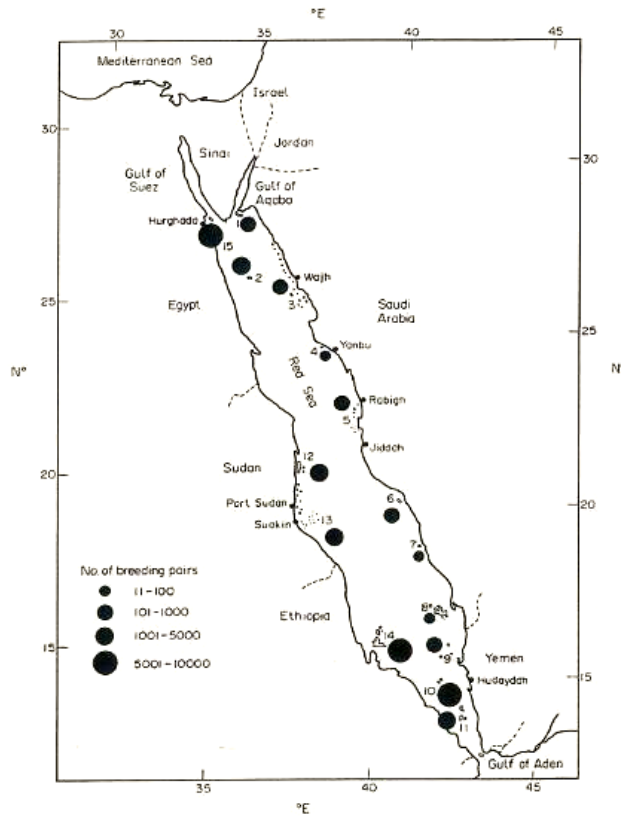 °E
30
35
40
45
Mediterranean Sea
Israel
30
Sinai
Jordan
30
Gulf of
Suez
Gulf of
Aqaba
Hurghada
1
15
2
Wajh
3
Egypt
Saudi
Arabia
25
25
4
Yanbu
N°
N
Red
Sea
Rabigh
5
Jiddah
12
Sudan
20
6
20
Port Sudan
13
Suakin
7
No. of breeding pairs
11-100
101-1000
1001-5000
5001-10000
Ethiopia
8
14
9
Yemen
15
10
Hudaydah
15
11
Gulf of Aden
35
40
45
°E